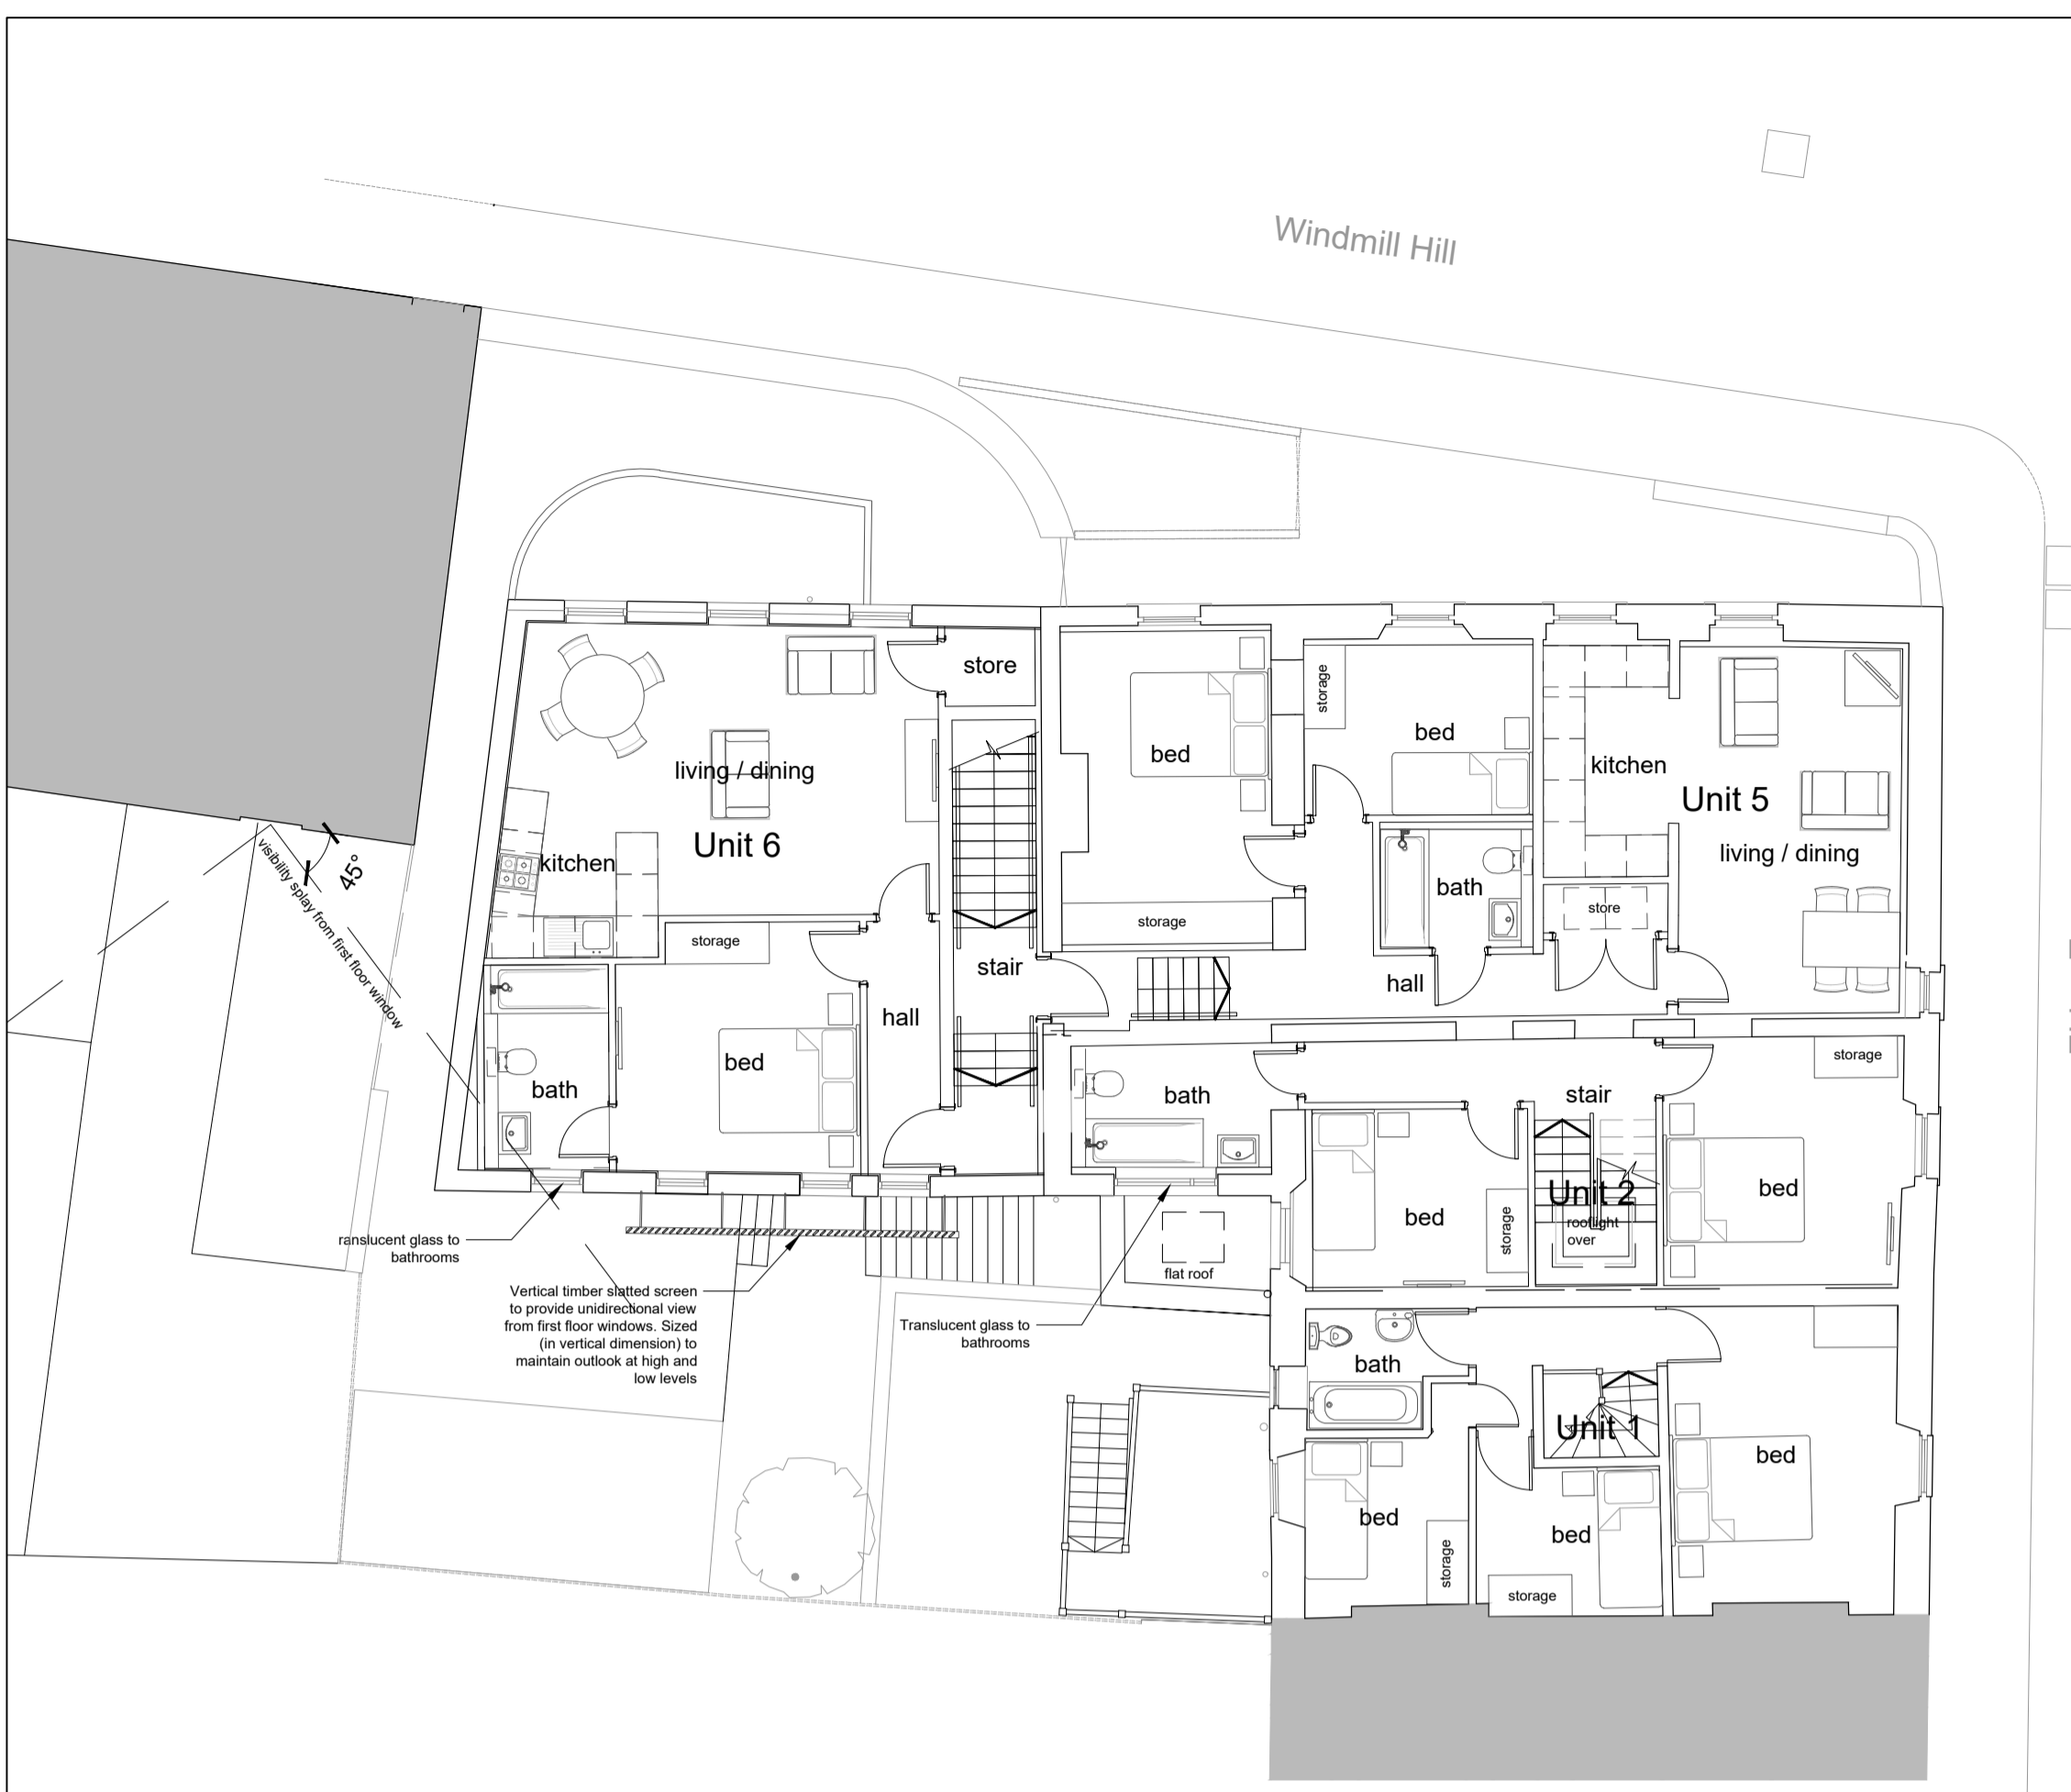 Windmill Hill
store
living / dining
Unit 6
kitchen
storage
bath
bed
hall
stair
bed
storage
storage
bed
bath
hall
kitchen
Unit 5
living / dining
store
45°
visibility splay from first floor window
ranslucent glass to
bathrooms
Vertical timber slatted screen
to provide unidirectional view
from first floor windows. Sized
(in vertical dimension) to
maintain outlook at high and
low levels
Translucent glass to
bathrooms
flat roof
bath
stair
storage
bed
storage
Unit 2
rooflight
over
bed
bath
Unit 1
bed
storage
bed
storage
bed